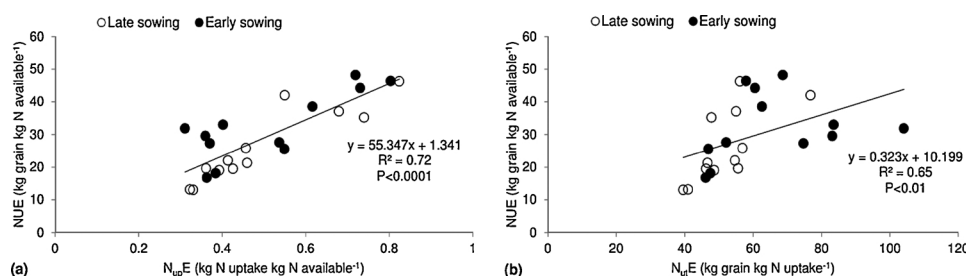 ○Late sowing ●Early sowing
NUE (kg grain kg N available⁻¹)
60
50
40
30
20
10
0
y = 55.347x + 1.341
R² = 0.72
P<0.0001
0 0.2 0.4 0.6 0.8 1
(a) NupE (kg N uptake kg N available⁻¹)
○Late sowing ●Early sowing
NUE (kg grain kg N available⁻¹)
60
50
40
30
20
10
0
y = 0.323x + 10.199
R² = 0.65
P<0.01
0 20 40 60 80 100 120
(b) NutE (kg grain kg N uptake⁻¹)